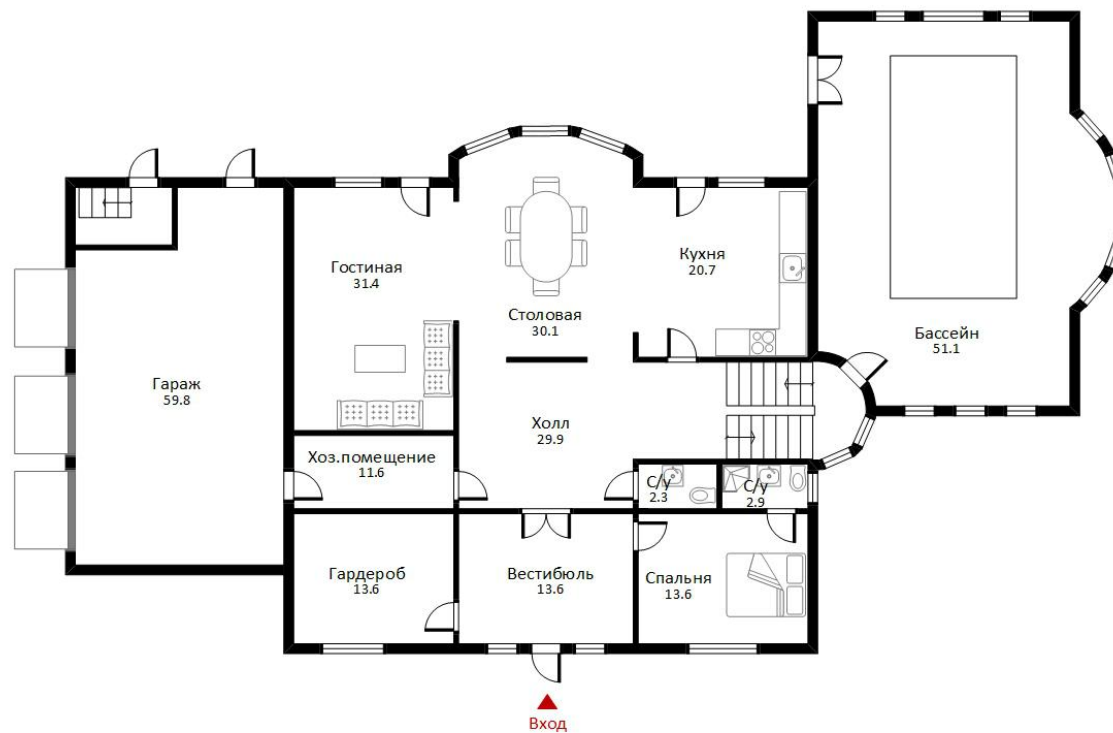 Гостиная
31.4
Кухня
20.7
Столовая
30.1
Бассейн
51.1
Гараж
59.8
Холл
29.9
Хоз.помещение
11.6
С/у
2.3
С/у
2.9
Гардероб
13.6
Вестибюль
13.6
Спальня
13.6
Вход